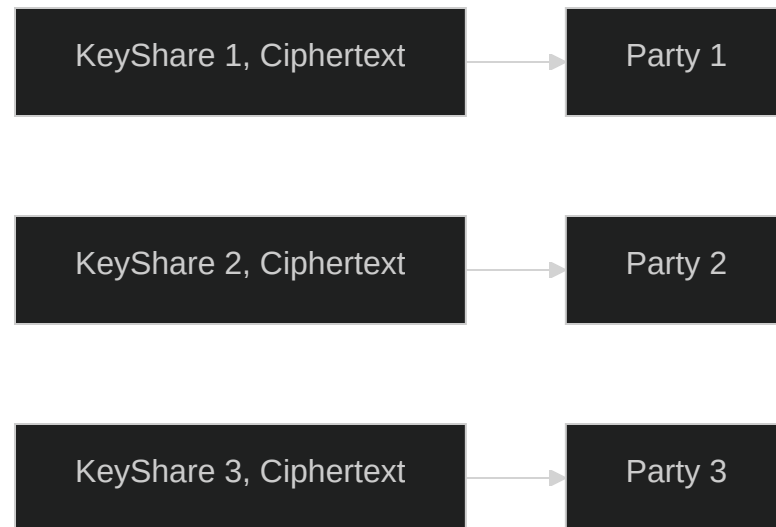 KeyShare 1, Ciphertext
Party 1
KeyShare 2, Ciphertext
Party 2
KeyShare 3, Ciphertext
Party 3